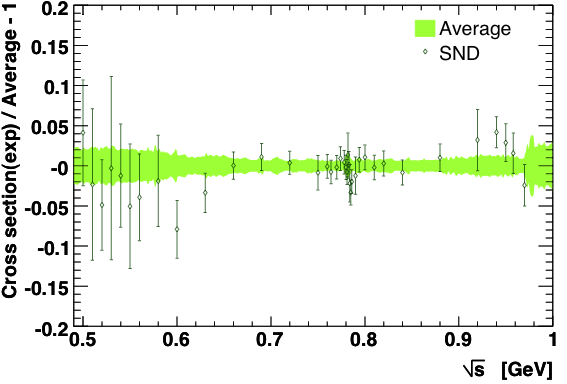 Cross section(exp) / Average - 1
0.2
0.15
0.1
0.05
-0
-0.05
-0.1
-0.15
-0.2
Average
SND
0.5 0.6 0.7 0.8 0.9 1
√s [GeV]